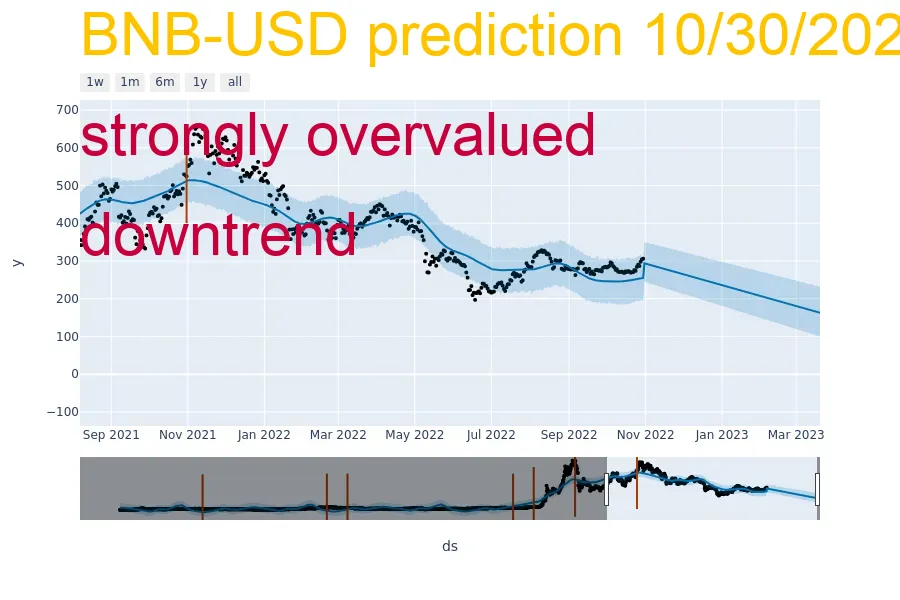 BNB-USD prediction 10/30/202
1w 1m 6m 1y all
strongly overvalued
downtrend
700
600
500
400
300
200
100
0
−100
y
Sep 2021 Nov 2021 Jan 2022 Mar 2022 May 2022 Jul 2022 Sep 2022 Nov 2022 Jan 2023 Mar 2023
ds